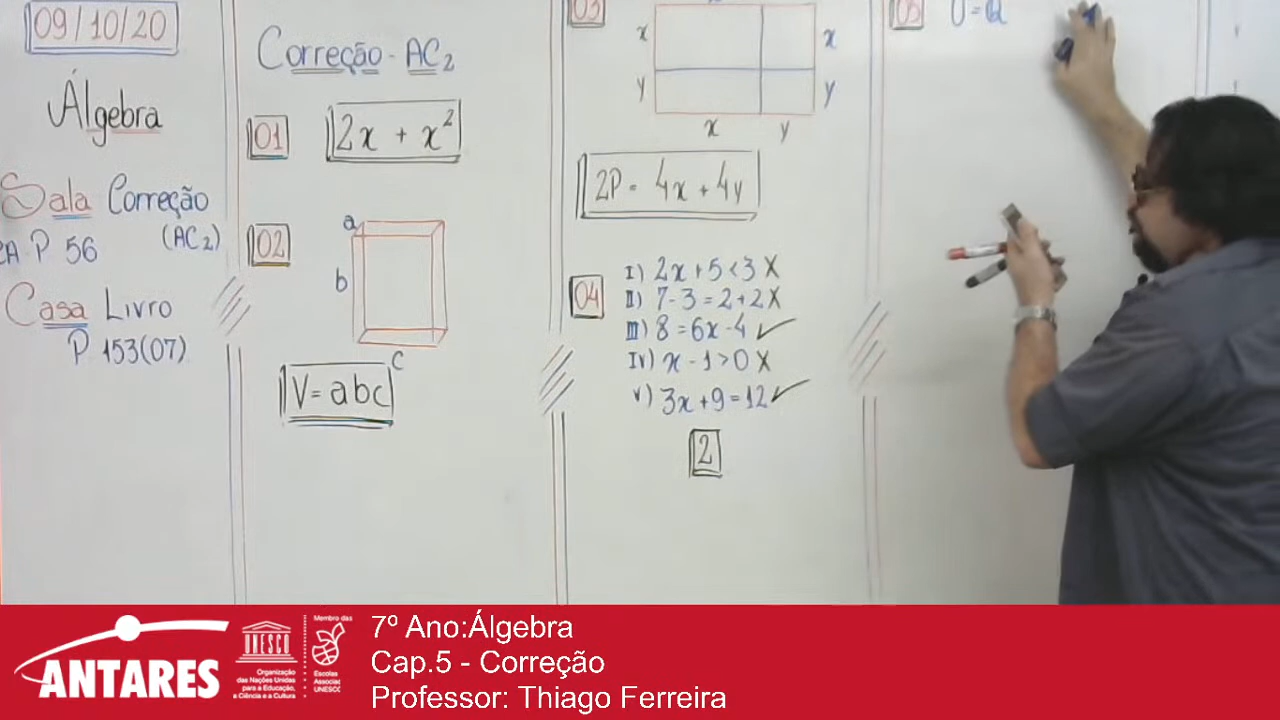 09/10/20
Álgebra
Sala Correção
(AC2)
P 56
Casa Livro
P 153(07)
Correção - AC2
01
2x + x²
02
a
b
c
V = abc
03
x
x
y
y
x
y
2P = 4x + 4y
04
I) 2x + 5 < 3 X
II) 7 - 3 = 2 + 2 X
III) 8 = 6x - 4 ✓
IV) x - 1 > 0 X
V) 3x + 9 = 12 ✓
2
05
U = Q
ANTARES
UNESCO
Organização
das Nações Unidas
para a Educação,
a Ciência e a Cultura
Membro das
Escolas
UNESCO
7º Ano:Álgebra
Cap.5 - Correção
Professor: Thiago Ferreira